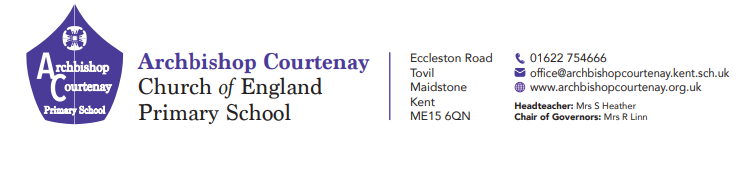 Archbishop
Courtenay
Primary School
Archbishop Courtenay
Church of England
Primary School
Eccleston Road
Tovil
Maidstone
Kent
ME15 6QN
01622 754666
office@archbishopcourtenay.kent.sch.uk
www.archbishopcourtenay.org.uk
Headteacher: Mrs S Heather
Chair of Governors: Mrs R Linn